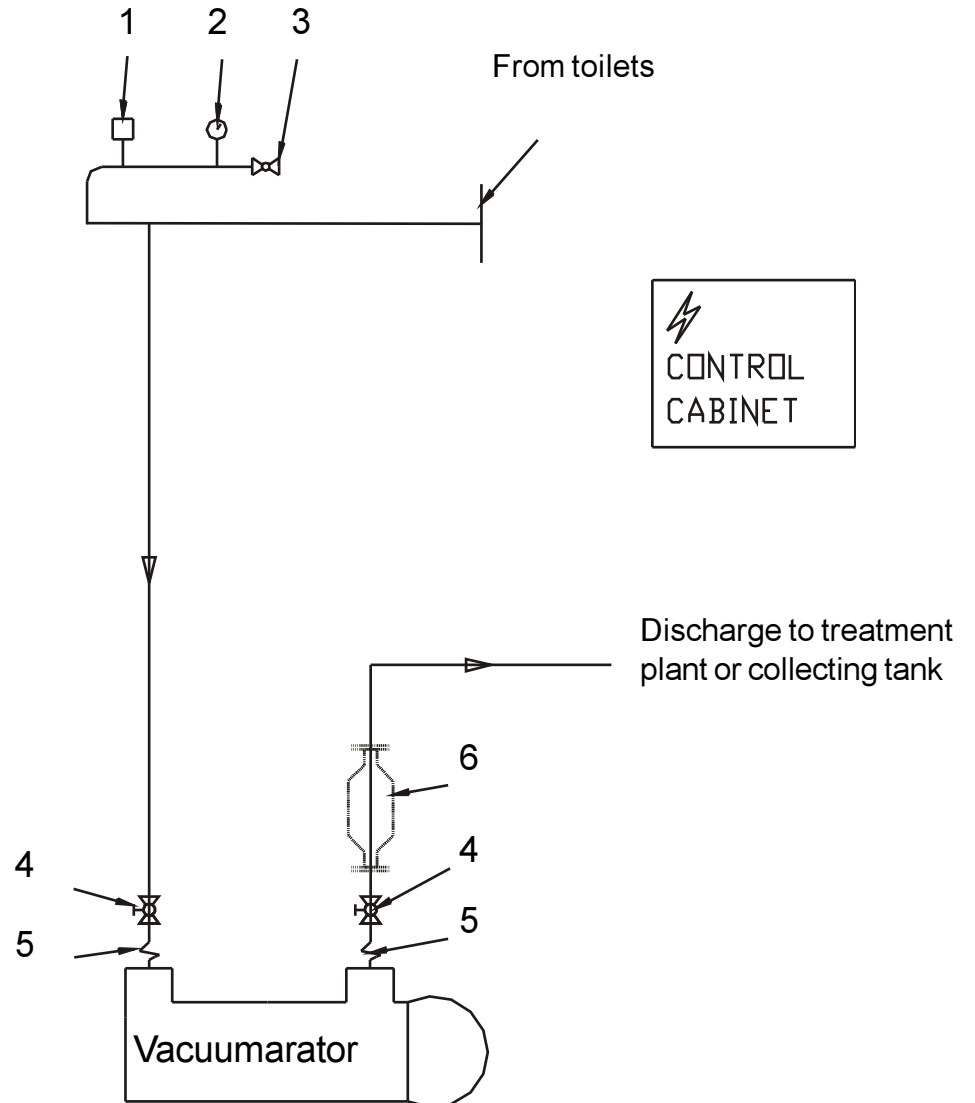 1
2
3
From toilets
CONTROL
CABINET
Discharge to treatment
plant or collecting tank
6
4
4
5
5
Vacuumarator